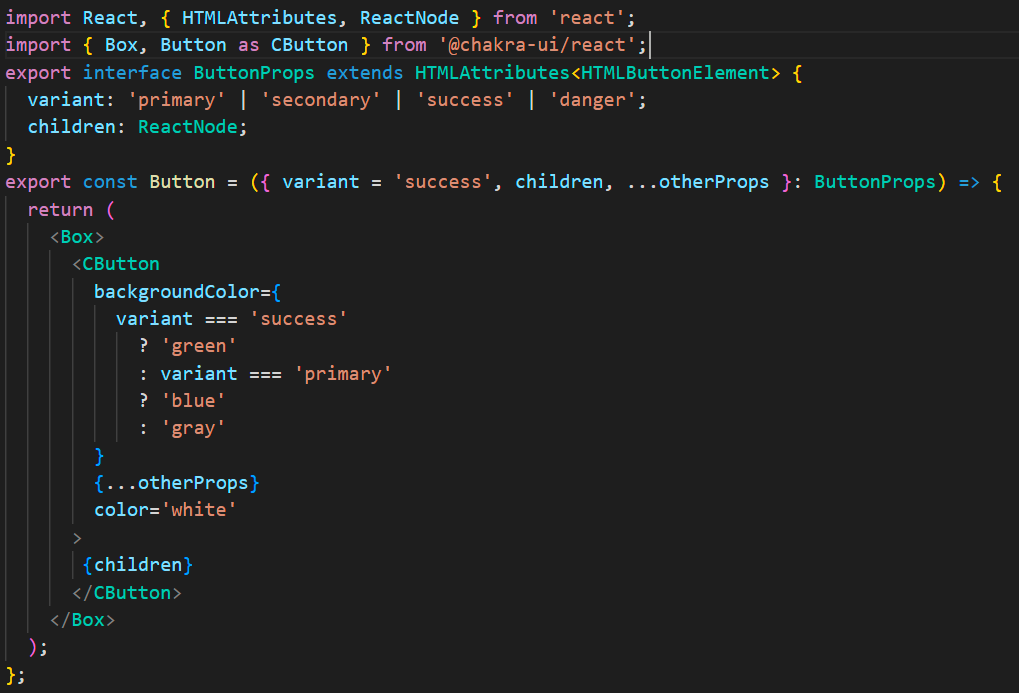 import React, { HTMLAttributes, ReactNode } from 'react';
import { Box, Button as CButton } from '@chakra-ui/react';
export interface ButtonProps extends HTMLAttributes<HTMLButtonElement> {
  variant: 'primary' | 'secondary' | 'success' | 'danger';
  children: ReactNode;
}
export const Button = ({ variant = 'success', children, ...otherProps }: ButtonProps) => {
  return (
    <Box>
      <CButton
        backgroundColor={
          variant === 'success'
            ? 'green'
            : variant === 'primary'
            ? 'blue'
            : 'gray'
        }
        {...otherProps}
        color='white'
      >
       {children}
      </CButton>
    </Box>
  );
};